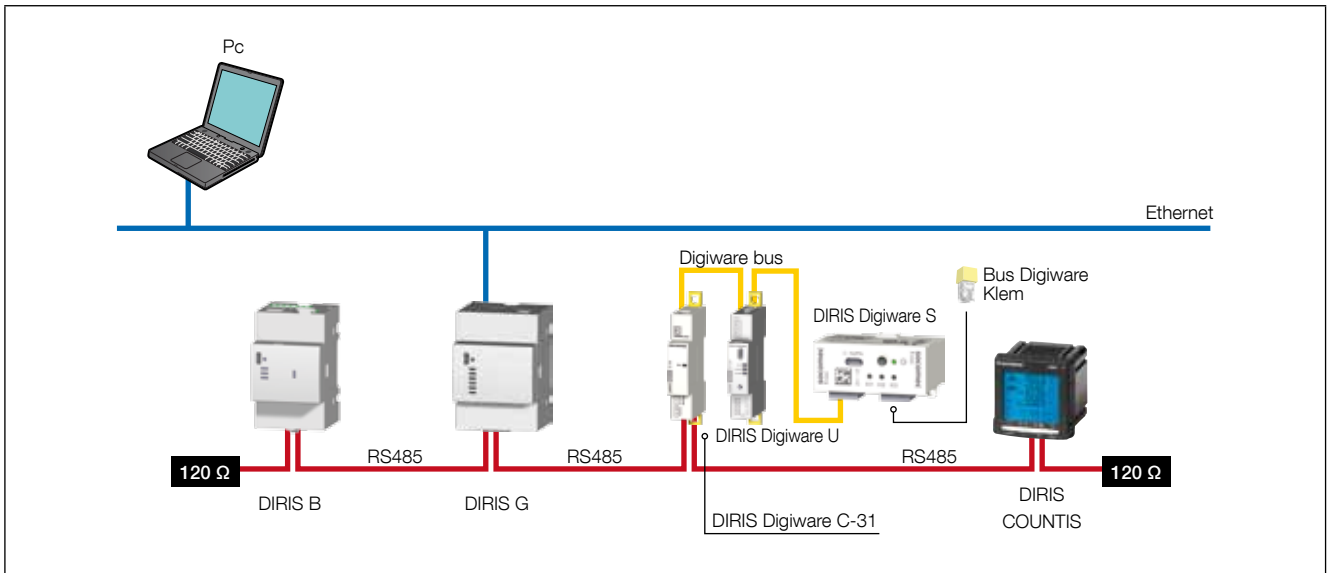 Pc
Ethernet
Digiware bus
Bus Digiware
Klem
DIRIS Digiware S
socomec
DIRIS Digiware U
RS485
RS485
RS485
120 Ω
120 Ω
DIRIS B
DIRIS G
DIRIS
COUNTIS
DIRIS Digiware C-31